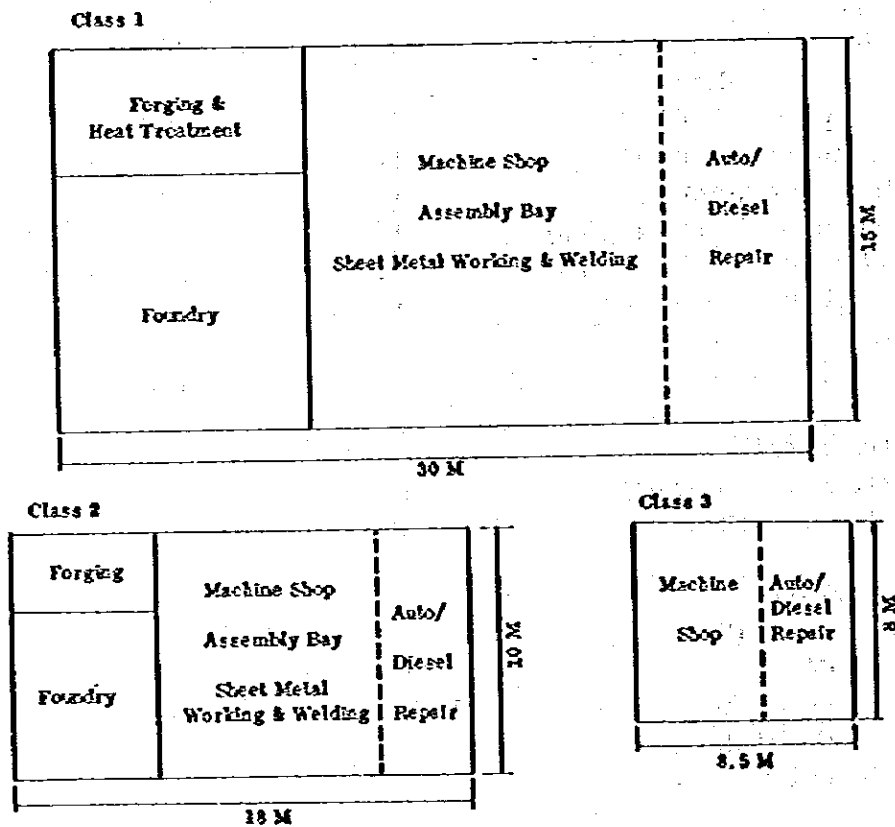 Class 1
Forging &
Heat Treatment
Foundry
Machine Shop
Assembly Bay
Sheet Metal Working & Welding
Auto/
Diesel
Repair
15 M
30 M
Class 2
Forging
Foundry
Machine Shop
Assembly Bay
Sheet Metal
Working & Welding
Auto/
Diesel
Repair
10 M
18 M
Class 3
Machine
Shop
Auto/
Diesel
Repair
8 M
8.5 M